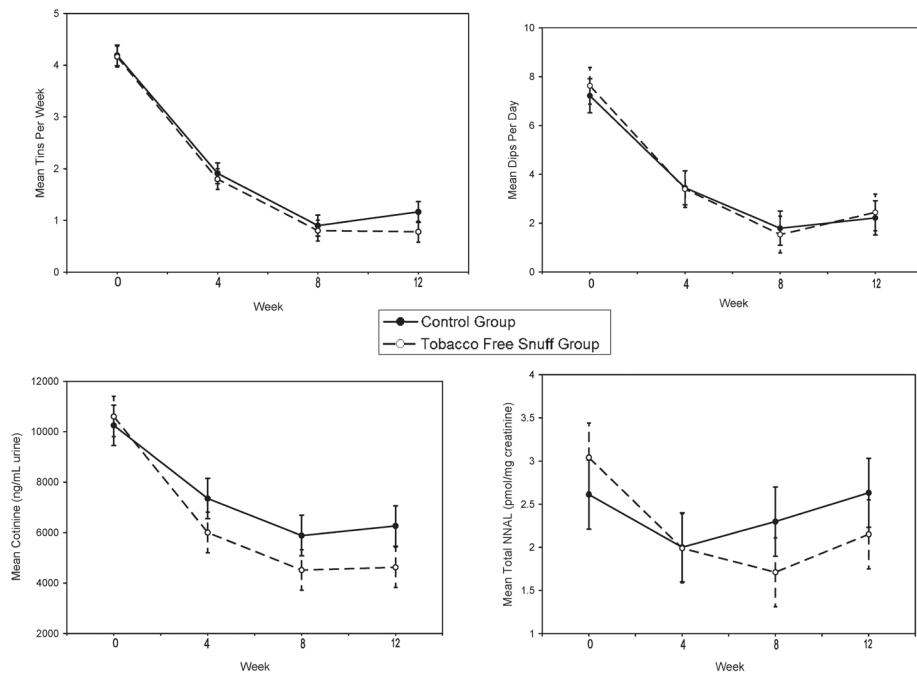 5
4
3
2
1
0
Mean Tins Per Week
0 4 8 12
Week
10
8
6
4
2
0
Mean Dips Per Day
0 4 8 12
Week
Control Group
Tobacco Free Snuff Group
12000
10000
8000
6000
4000
2000
Mean Cotinine (ng/mL urine)
0 4 8 12
Week
4
3.5
3
2.5
2
1.5
1
Mean Total NNAL (pmol/mg creatinine)
0 4 8 12
Week